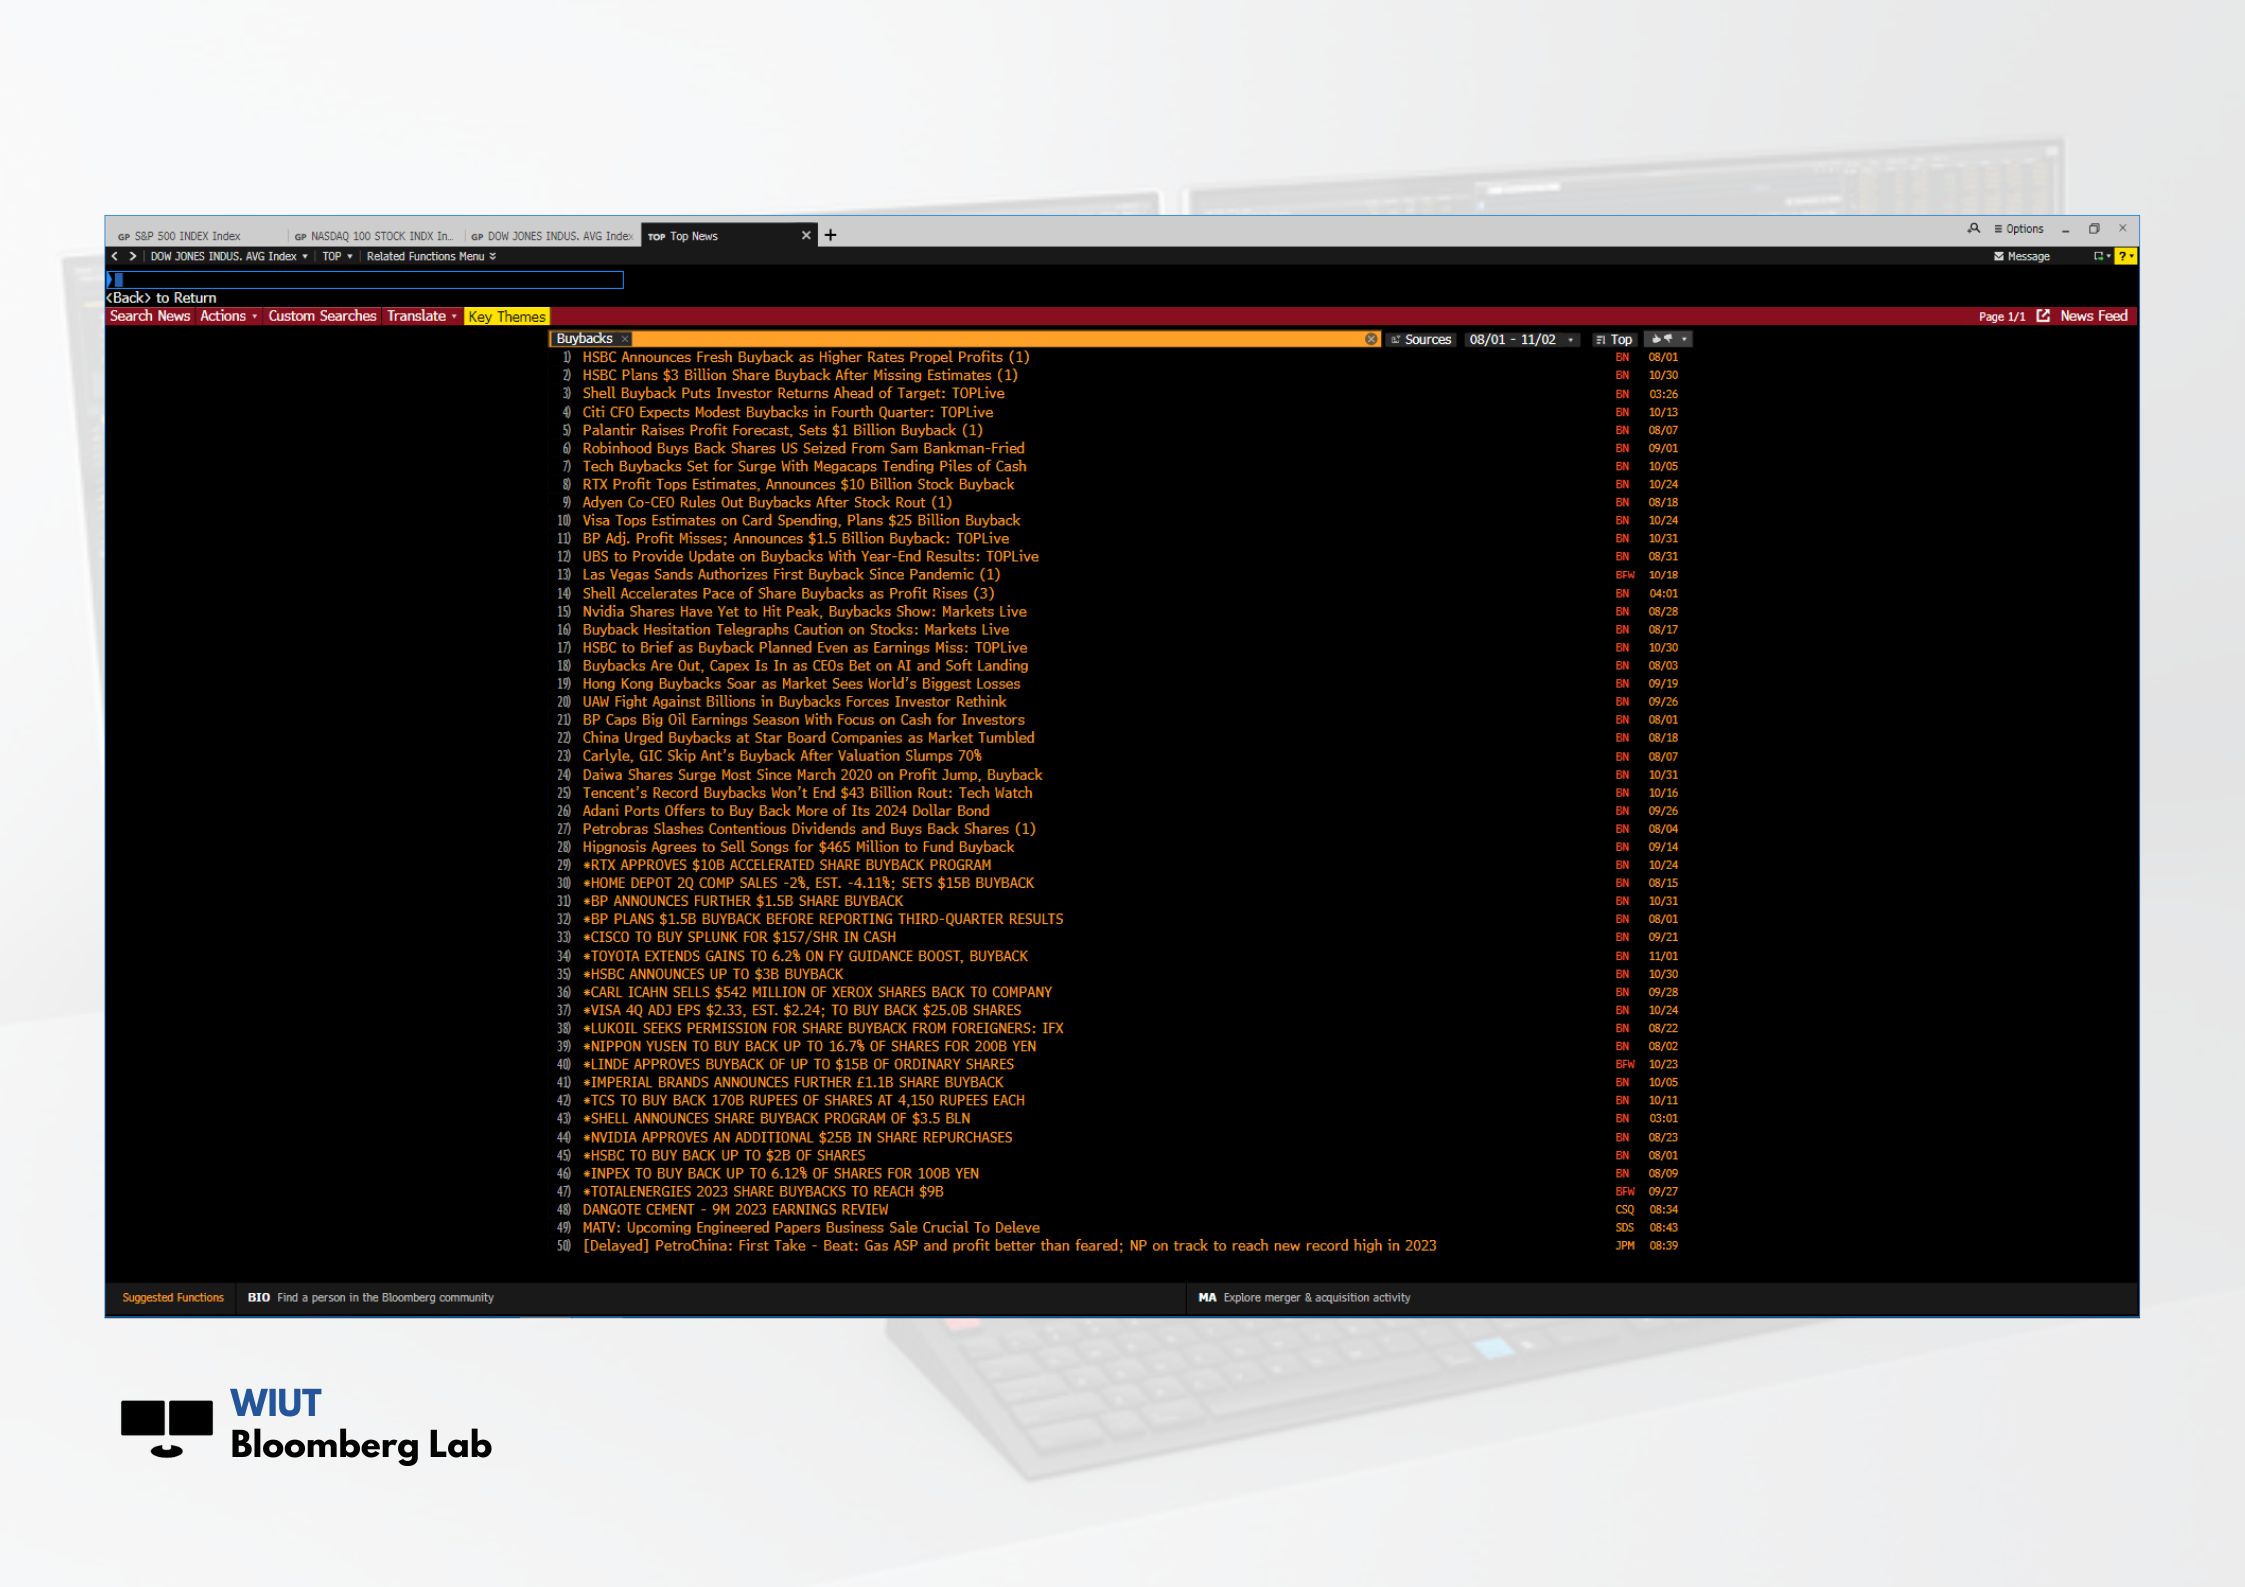 GP S&P 500 INDEX Index GP NASDAQ 100 STOCK INDX In... GP DOW JONES INDUS. AVG Index TOP Top News
Options
DOW JONES INDUS. AVG Index TOP Related Functions Menu Message ?
<Back> to Return
Search News Actions Custom Searches Translate Key Themes Page 1/1 News Feed
Buybacks Sources 08/01 - 11/02 Top
1) HSBC Announces Fresh Buyback as Higher Rates Propel Profits (1) BN 08/01
2) HSBC Plans $3 Billion Share Buyback After Missing Estimates (1) BN 10/30
3) Shell Buyback Puts Investor Returns Ahead of Target: TOPLive BN 03:26
4) Citi CFO Expects Modest Buybacks in Fourth Quarter: TOPLive BN 10/13
5) Palantir Raises Profit Forecast, Sets $1 Billion Buyback (1) BN 08/07
6) Robinhood Buys Back Shares US Seized From Sam Bankman-Fried BN 09/01
7) Tech Buybacks Set for Surge With Megacaps Tending Piles of Cash BN 10/05
8) RTX Profit Tops Estimates, Announces $10 Billion Stock Buyback BN 10/24
9) Adyen Co-CEO Rules Out Buybacks After Stock Rout (1) BN 08/18
10) Visa Tops Estimates on Card Spending, Plans $25 Billion Buyback BN 10/24
11) BP Adj. Profit Misses; Announces $1.5 Billion Buyback: TOPLive BN 10/31
12) UBS to Provide Update on Buybacks With Year-End Results: TOPLive BN 08/31
13) Las Vegas Sands Authorizes First Buyback Since Pandemic (1) BFW 10/18
14) Shell Accelerates Pace of Share Buybacks as Profit Rises (3) BN 04:01
15) Nvidia Shares Have Yet to Hit Peak, Buybacks Show: Markets Live BN 08/28
16) Buyback Hesitation Telegraphs Caution on Stocks: Markets Live BN 08/17
17) HSBC to Brief as Buyback Planned Even as Earnings Miss: TOPLive BN 10/30
18) Buybacks Are Out, Capex Is In as CEOs Bet on AI and Soft Landing BN 08/03
19) Hong Kong Buybacks Soar as Market Sees World's Biggest Losses BN 09/19
20) UAW Fight Against Billions in Buybacks Forces Investor Rethink BN 09/26
21) BP Caps Big Oil Earnings Season With Focus on Cash for Investors BN 08/01
22) China Urged Buybacks at Star Board Companies as Market Tumbled BN 08/18
23) Carlyle, GIC Skip Ant's Buyback After Valuation Slumps 70% BN 08/07
24) Daiwa Shares Surge Most Since March 2020 on Profit Jump, Buyback BN 10/31
25) Tencent's Record Buybacks Won't End $43 Billion Rout: Tech Watch BN 10/16
26) Adani Ports Offers to Buy Back More of Its 2024 Dollar Bond BN 09/26
27) Petrobras Slashes Contentious Dividends and Buys Back Shares (1) BN 08/04
28) Hipgnosis Agrees to Sell Songs for $465 Million to Fund Buyback BN 09/14
29) *RTX APPROVES $10B ACCELERATED SHARE BUYBACK PROGRAM BN 10/24
30) *HOME DEPOT 2Q COMP SALES -2%, EST. -4.11%; SETS $15B BUYBACK BN 08/15
31) *BP ANNOUNCES FURTHER $1.5B SHARE BUYBACK BN 10/31
32) *BP PLANS $1.5B BUYBACK BEFORE REPORTING THIRD-QUARTER RESULTS BN 08/01
33) *CISCO TO BUY SPLUNK FOR $157/SHR IN CASH BN 09/21
34) *TOYOTA EXTENDS GAINS TO 6.2% ON FY GUIDANCE BOOST, BUYBACK BN 11/01
35) *HSBC ANNOUNCES UP TO $3B BUYBACK BN 10/30
36) *CARL ICAHN SELLS $542 MILLION OF XEROX SHARES BACK TO COMPANY BN 09/28
37) *VISA 4Q ADJ EPS $2.33, EST. $2.24; TO BUY BACK $25.0B SHARES BN 10/24
38) *LUKOIL SEEKS PERMISSION FOR SHARE BUYBACK FROM FOREIGNERS: IFX BN 08/22
39) *NIPPON YUSEN TO BUY BACK UP TO 16.7% OF SHARES FOR 200B YEN BN 08/02
40) *LINDE APPROVES BUYBACK OF UP TO $15B OF ORDINARY SHARES BFW 10/23
41) *IMPERIAL BRANDS ANNOUNCES FURTHER £1.1B SHARE BUYBACK BN 10/05
42) *TCS TO BUY BACK 170B RUPEES OF SHARES AT 4,150 RUPEES EACH BN 10/11
43) *SHELL ANNOUNCES SHARE BUYBACK PROGRAM OF $3.5 BLN BN 03:01
44) *NVIDIA APPROVES AN ADDITIONAL $25B IN SHARE REPURCHASES BN 08/23
45) *HSBC TO BUY BACK UP TO $2B OF SHARES BN 08/01
46) *INPEX TO BUY BACK UP TO 6.12% OF SHARES FOR 100B YEN BN 08/09
47) *TOTALENERGIES 2023 SHARE BUYBACKS TO REACH $9B BFW 09/27
48) DANGOTE CEMENT - 9M 2023 EARNINGS REVIEW CSQ 08:34
49) MATV: Upcoming Engineered Papers Business Sale Crucial To Deleve SDS 08:43
50) [Delayed] PetroChina: First Take - Beat: Gas ASP and profit better than feared; NP on track to reach new record high in 2023 JPM 08:39
Suggested Functions BIO Find a person in the Bloomberg community MA Explore merger & acquisition activity
WIUT
Bloomberg Lab